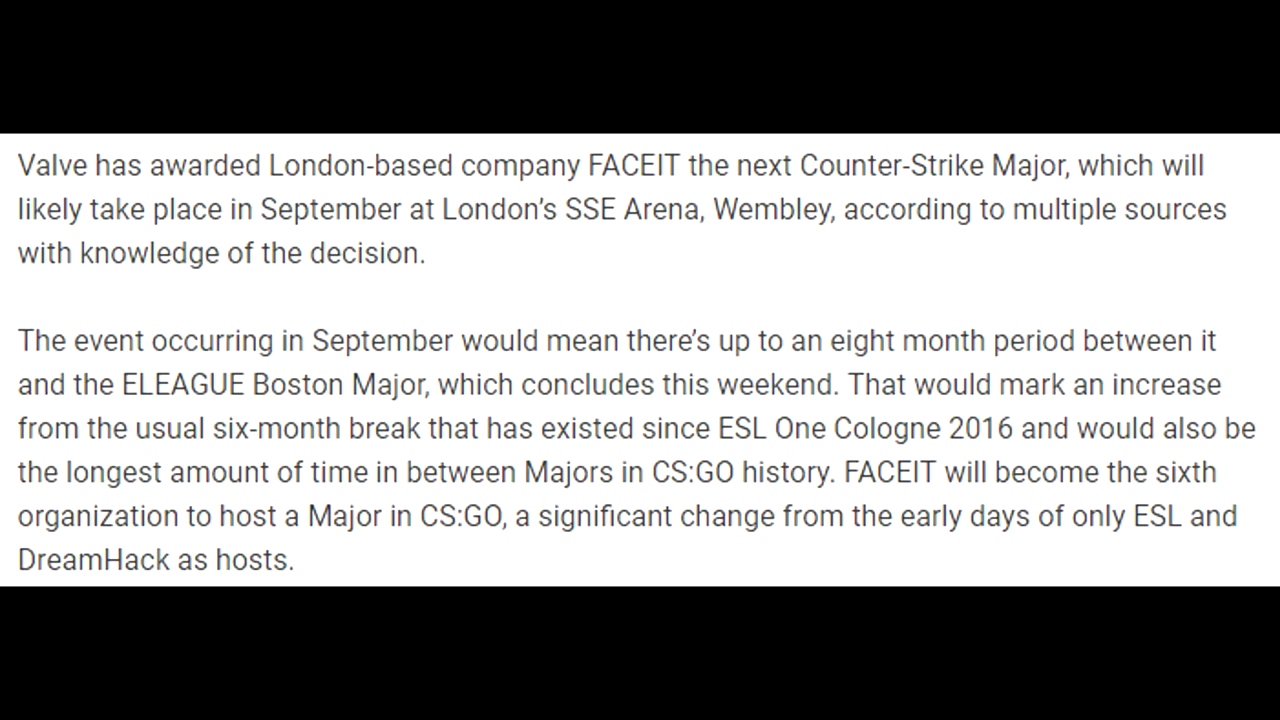 Valve has awarded London-based company FACEIT the next Counter-Strike Major, which will
likely take place in September at London’s SSE Arena, Wembley, according to multiple sources
with knowledge of the decision.
The event occurring in September would mean there’s up to an eight month period between it
and the ELEAGUE Boston Major, which concludes this weekend. That would mark an increase
from the usual six-month break that has existed since ESL One Cologne 2016 and would also be
the longest amount of time in between Majors in CS:GO history. FACEIT will become the sixth
organization to host a Major in CS:GO, a significant change from the early days of only ESL and
DreamHack as hosts.